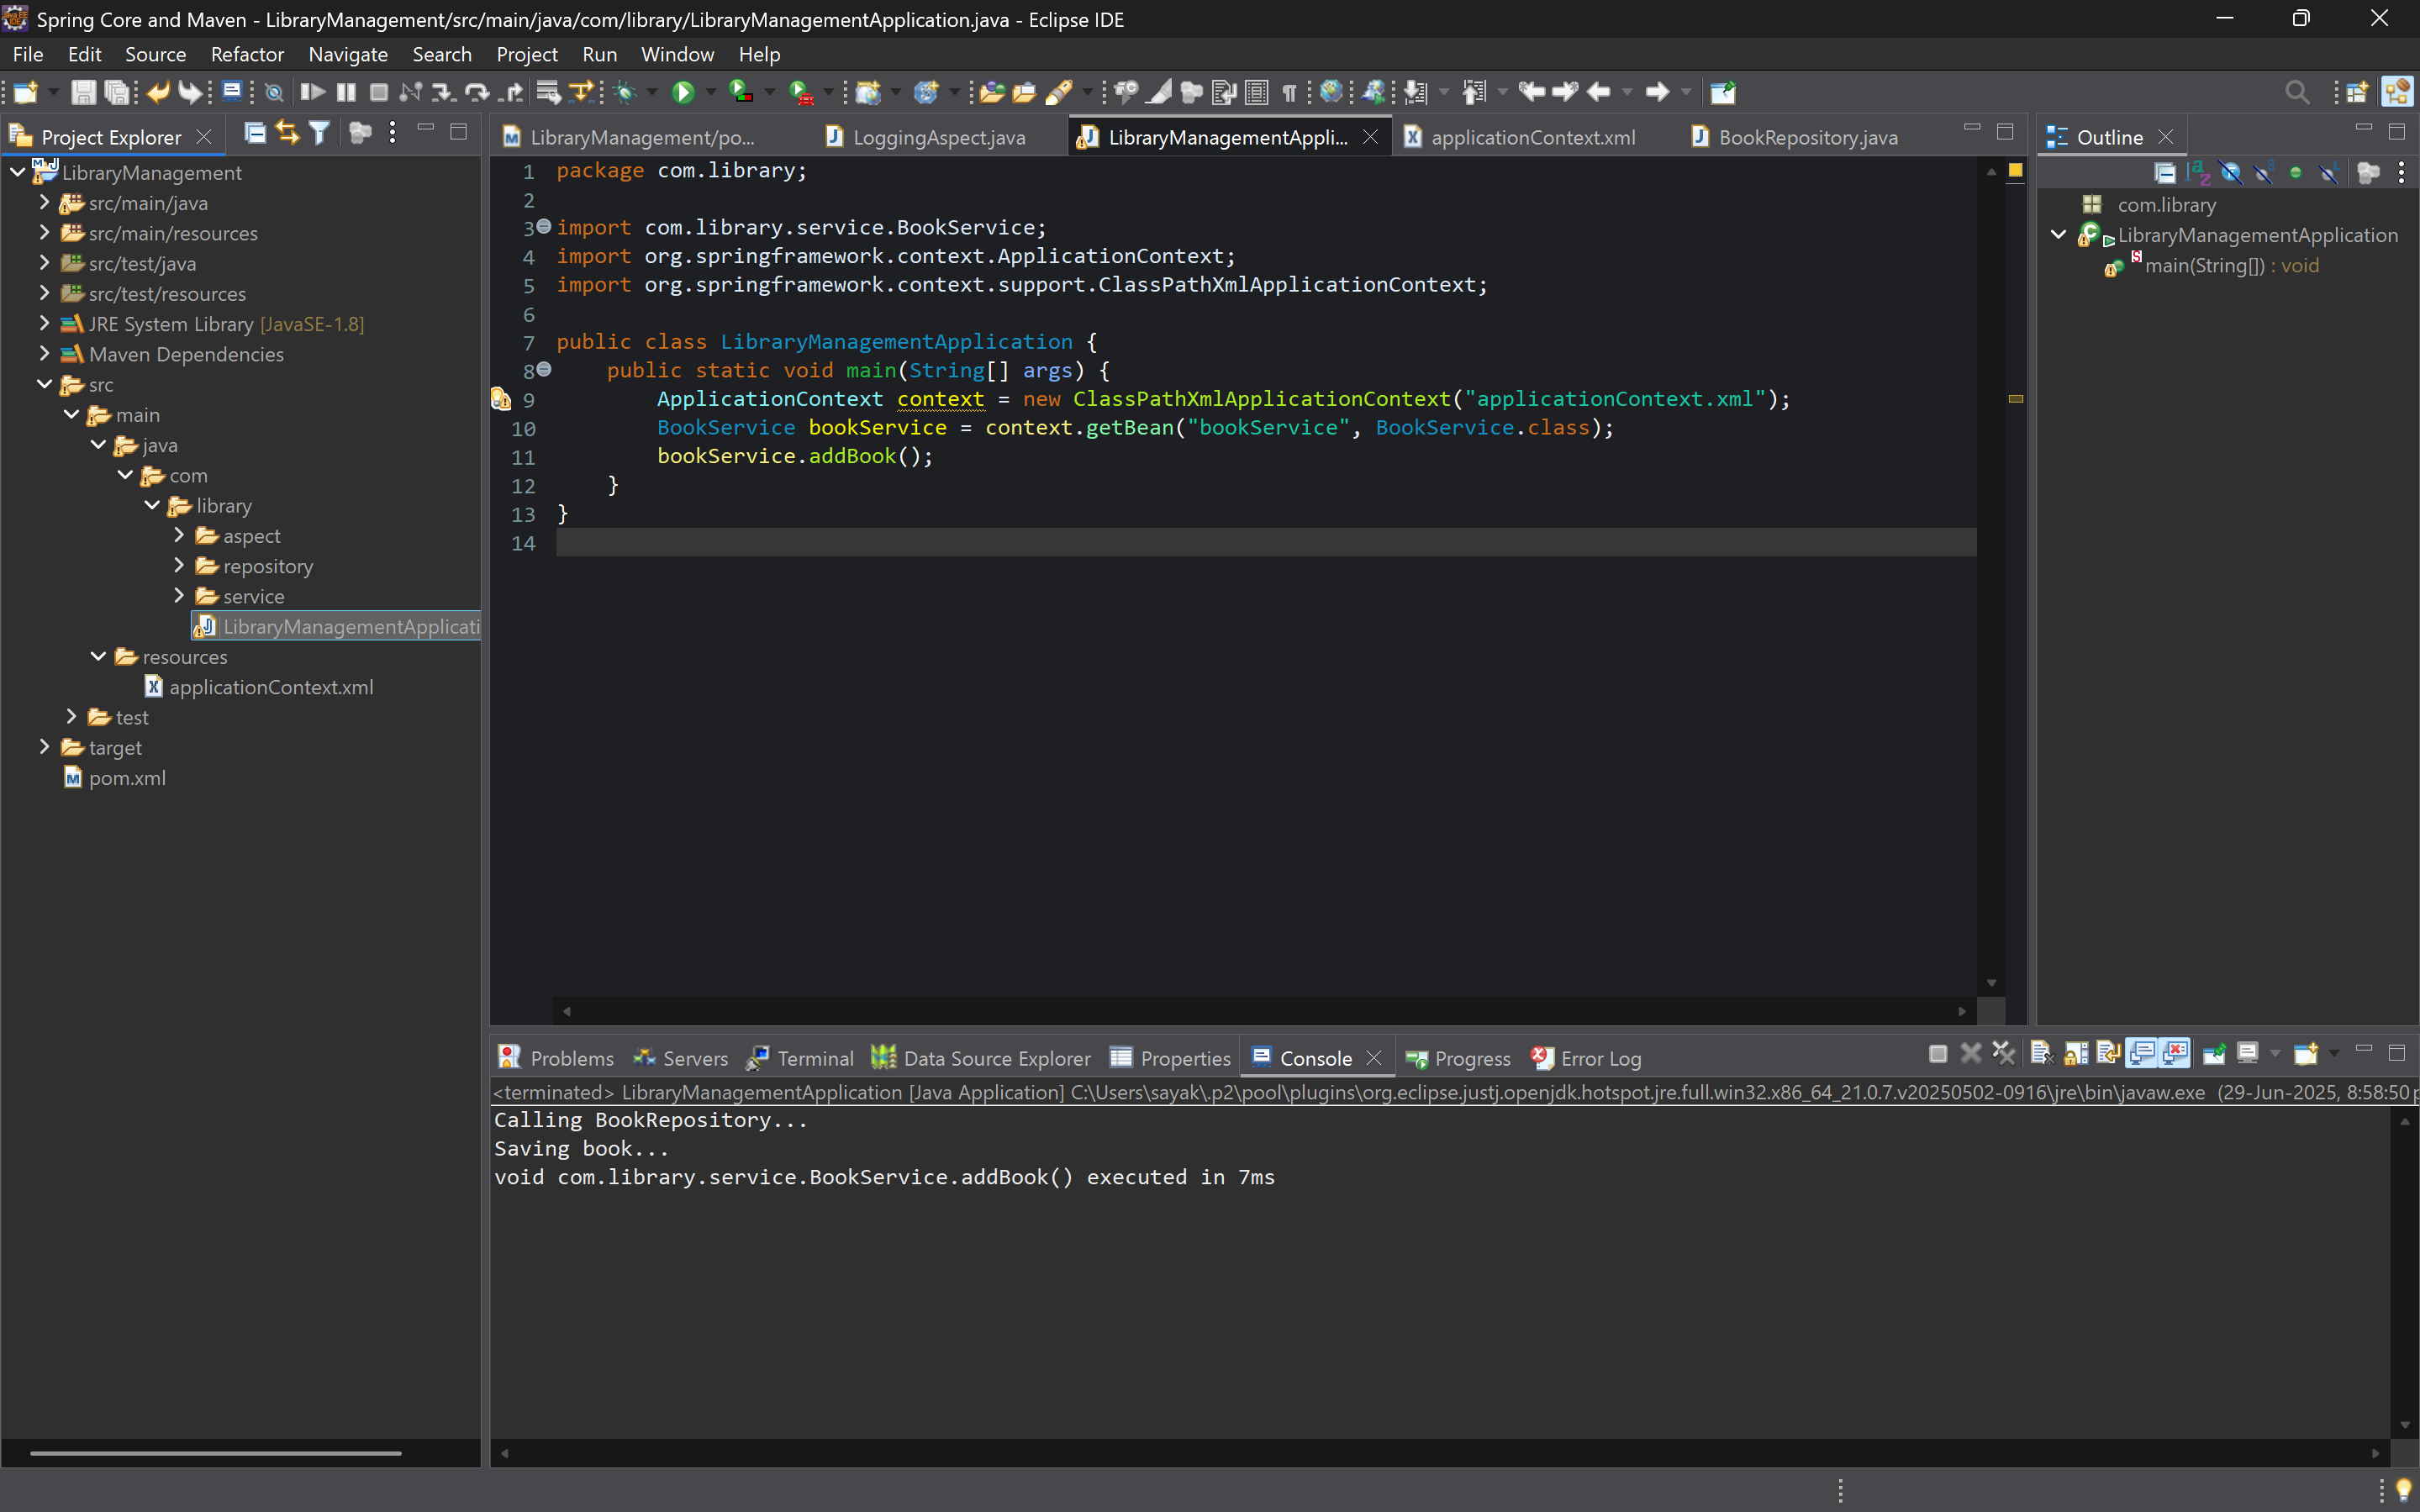 Spring Core and Maven - LibraryManagement/src/main/java/com/library/LibraryManagementApplication.java - Eclipse IDE
File Edit Source Refactor Navigate Search Project Run Window Help
Project Explorer
LibraryManagement
src/main/java
src/main/resources
src/test/java
src/test/resources
JRE System Library [JavaSE-1.8]
Maven Dependencies
src
main
java
com
library
aspect
repository
service
LibraryManagementApplicati
resources
applicationContext.xml
test
target
pom.xml
LibraryManagement/po... LoggingAspect.java LibraryManagementAppli... applicationContext.xml BookRepository.java
1 package com.library;
2
3 import com.library.service.BookService;
4 import org.springframework.context.ApplicationContext;
5 import org.springframework.context.support.ClassPathXmlApplicationContext;
6
7 public class LibraryManagementApplication {
8 public static void main(String[] args) {
9 ApplicationContext context = new ClassPathXmlApplicationContext("applicationContext.xml");
10 BookService bookService = context.getBean("bookService", BookService.class);
11 bookService.addBook();
12 }
13 }
14
Outline
com.library
LibraryManagementApplication
main(String[]) : void
Problems Servers Terminal Data Source Explorer Properties Console Progress Error Log
<terminated> LibraryManagementApplication [Java Application] C:\Users\sayak\.p2\pool\plugins\org.eclipse.justj.openjdk.hotspot.jre.full.win32.x86_64_21.0.7.v20250502-0916\jre\bin\javaw.exe (29-Jun-2025, 8:58:50 p
Calling BookRepository...
Saving book...
void com.library.service.BookService.addBook() executed in 7ms